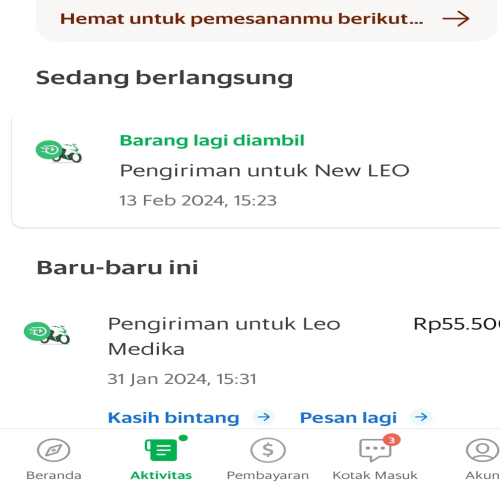 Hemat untuk pemesananmu berikut...
Sedang berlangsung
Barang lagi diambil
Pengiriman untuk New LEO
13 Feb 2024, 15:23
Baru-baru ini
Pengiriman untuk Leo Rp55.50
Medika
31 Jan 2024, 15:31
Kasih bintang Pesan lagi
3
Beranda Aktivitas Pembayaran Kotak Masuk Akun